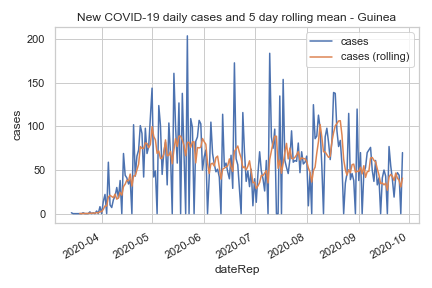 New COVID-19 daily cases and 5 day rolling mean - Guinea
cases
cases (rolling)
200
150
100
50
0
cases
2020-04
2020-05
2020-06
2020-07
2020-08
2020-09
2020-10
dateRep